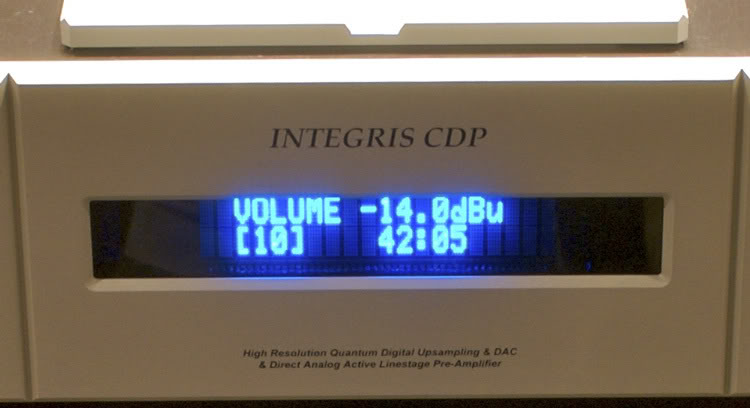 INTEGRIS CDP
VOLUME -14.0dBu
[10] 42:05
High Resolution Quantum Digital Upsampling & DAC
& Direct Analog Active Linestage Pre-Amplifier